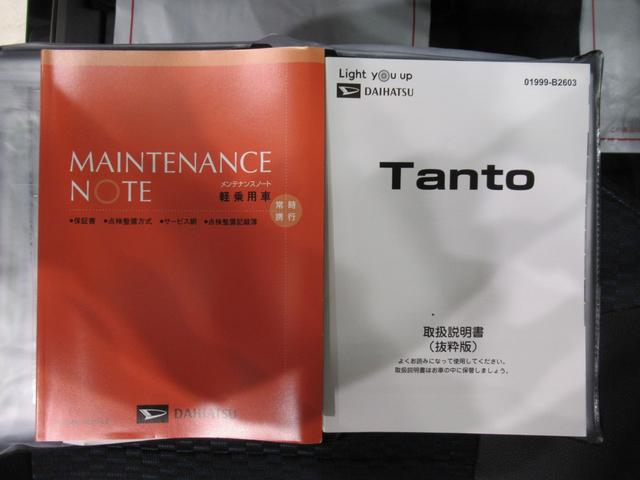 MAINTENANCE
NOTE
メンテナンスノート
軽乗用車
常時
携行
●保証書 ●点検整備方式 ●サービス網 ●点検整備記録簿
DAIHATSU
Light you up
DAIHATSU
01999-B2603
Tanto
取扱説明書
（抜粋版）
よくお読みになって使用してください。
取扱説明書はお車の中に保管しましょう。